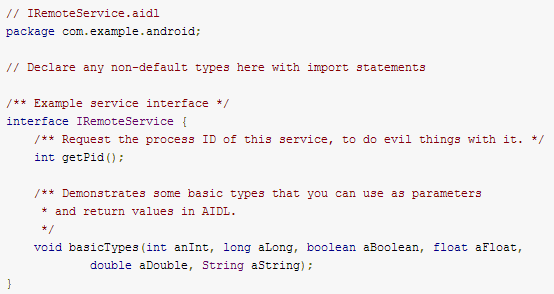 // IRemoteService.aidl
package com.example.android;
// Declare any non-default types here with import statements
/** Example service interface */
interface IRemoteService {
/** Request the process ID of this service, to do evil things with it. */
int getPid();
/** Demonstrates some basic types that you can use as parameters
* and return values in AIDL.
*/
void basicTypes(int anInt, long aLong, boolean aBoolean, float aFloat,
double aDouble, String aString);
}